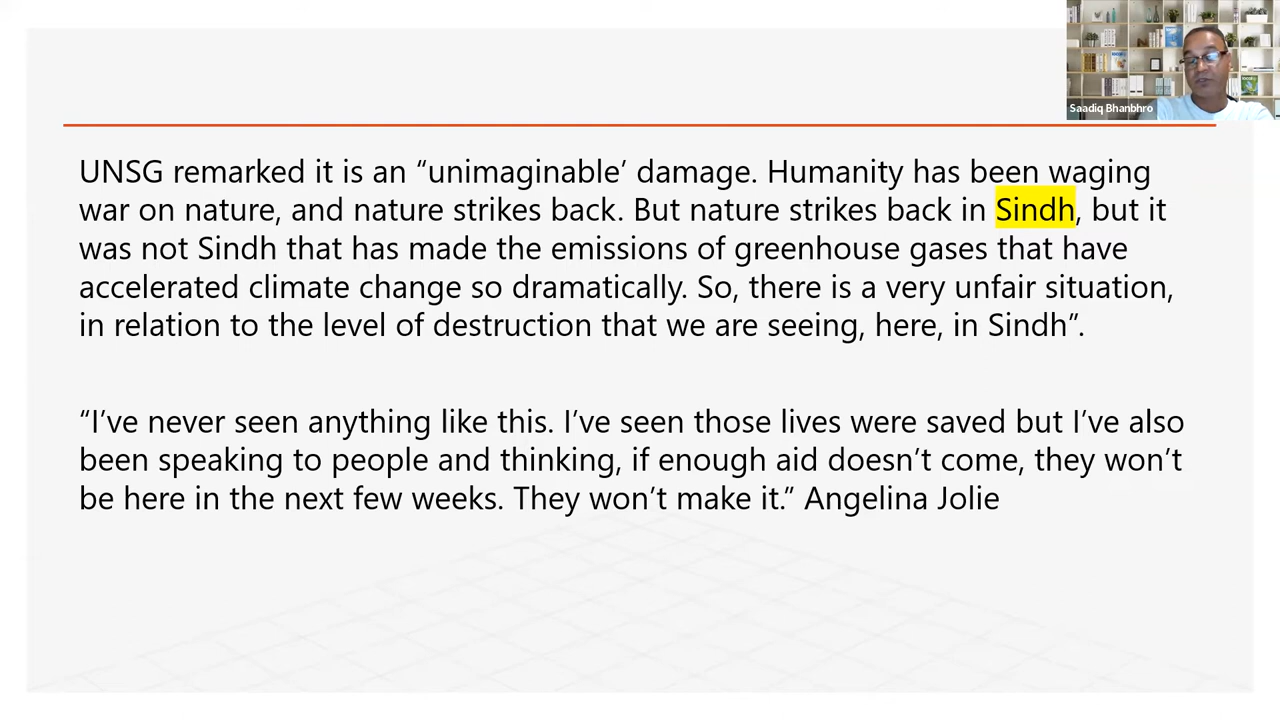 Saadiq Bhanbhro
UNSG remarked it is an “unimaginable’ damage. Humanity has been waging
war on nature, and nature strikes back. But nature strikes back in Sindh, but it
was not Sindh that has made the emissions of greenhouse gases that have
accelerated climate change so dramatically. So, there is a very unfair situation,
in relation to the level of destruction that we are seeing, here, in Sindh”.
“I’ve never seen anything like this. I’ve seen those lives were saved but I’ve also
been speaking to people and thinking, if enough aid doesn’t come, they won’t
be here in the next few weeks. They won’t make it.” Angelina Jolie